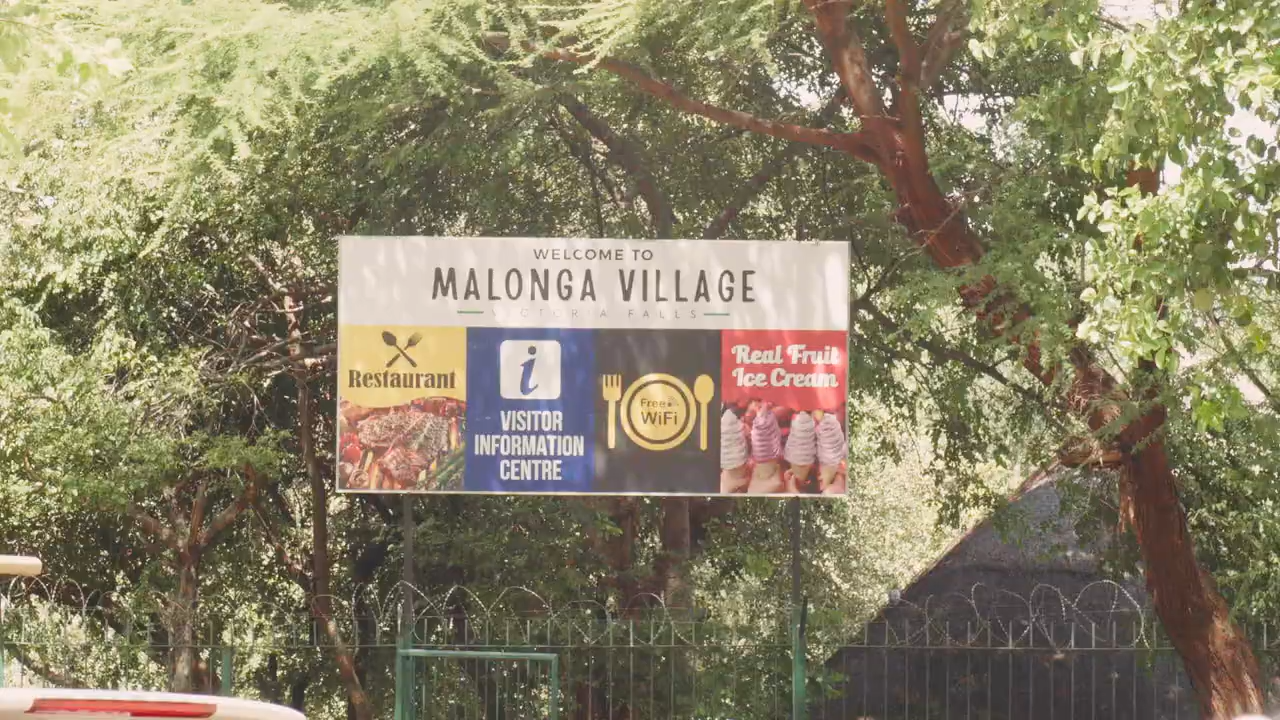 WELCOME TO
MALONGA VILLAGE
VICTORIA FALLS
Restaurant
i
VISITOR
INFORMATION
CENTRE
Free
WiFi
Real Fruit
Ice Cream